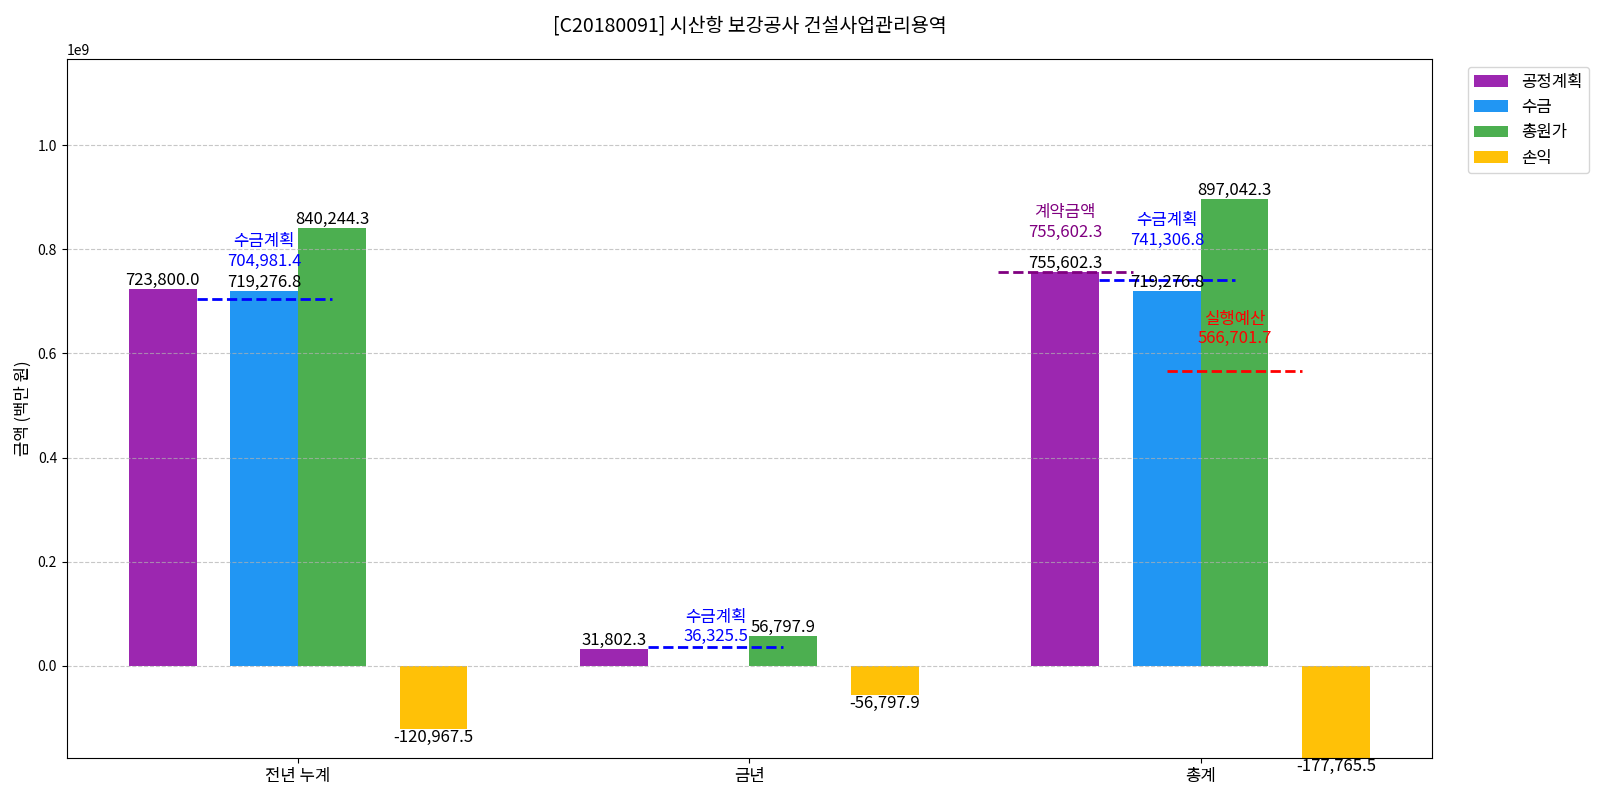 [C20180091] 시산항 보강공사 건설사업관리용역
1e9
공정계획
수금
총원가
손익
금액 (백만 원)
1.0
0.8
0.6
0.4
0.2
0.0
723,800.0
수금계획
704,981.4
719,276.8
840,244.3
-120,967.5
31,802.3
수금계획
36,325.5
56,797.9
-56,797.9
계약금액
755,602.3
755,602.3
수금계획
741,306.8
719,276.8
897,042.3
실행예산
566,701.7
-177,765.5
전년 누계
금년
총계